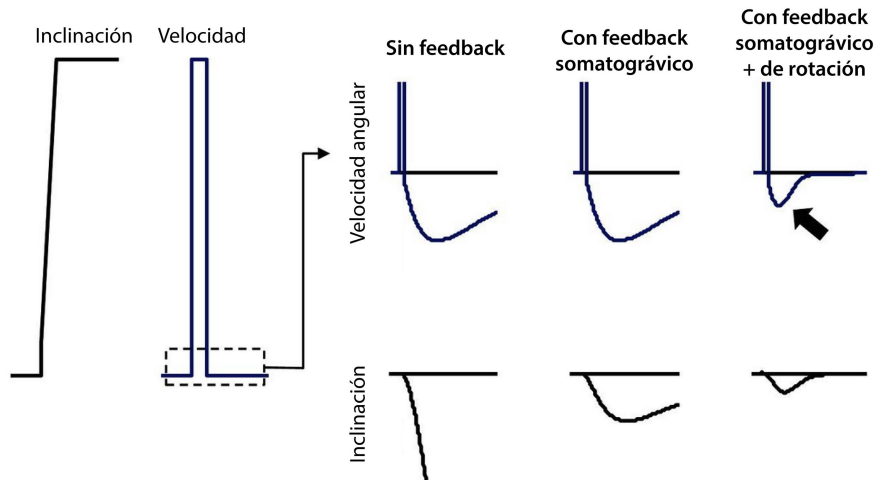 Inclinación
Velocidad
Sin feedback
Con feedback
somatográvico
Con feedback
somatográvico
+ de rotación
Velocidad angular
Inclinación